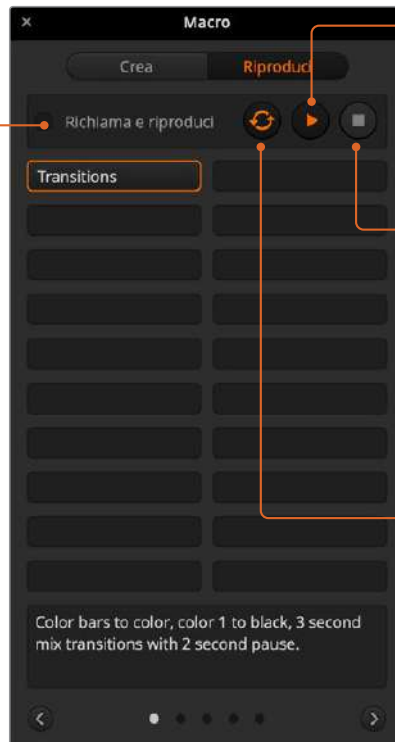 Macro
Crea
Riproduci
Richiama e riproduci
Transitions
Color bars to color, color 1 to black, 3 second
mix transitions with 2 second pause.